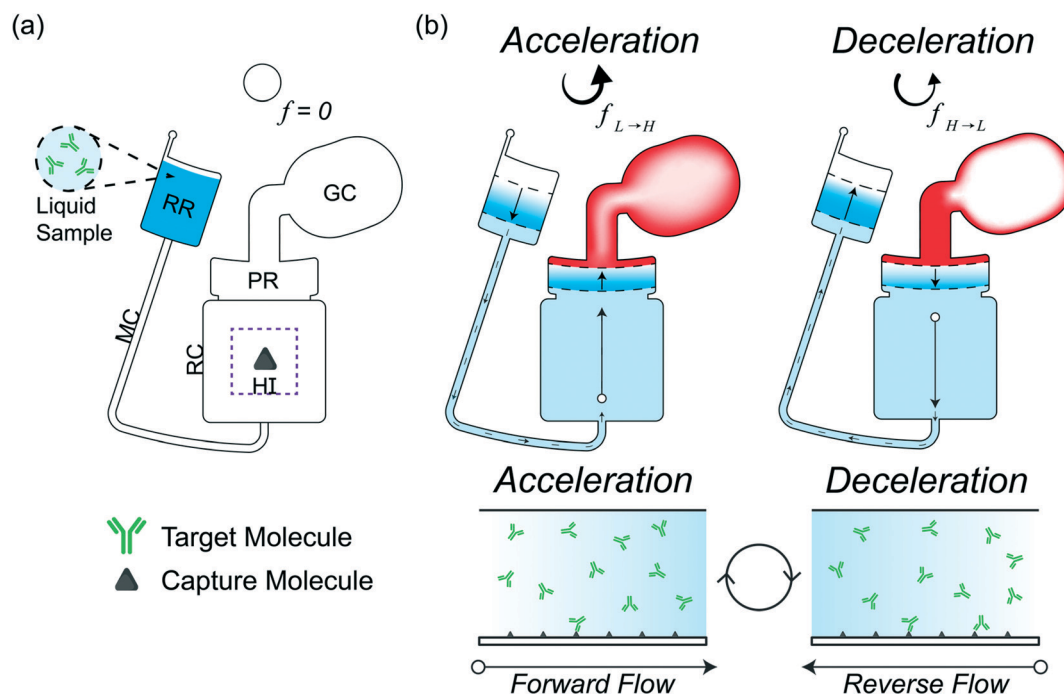 (a)
f = 0
Liquid
Sample
RR
GC
PR
MC
RC
HI
Target Molecule
Capture Molecule
(b)
Acceleration
Deceleration
f L→H
f H→L
Acceleration
Deceleration
Forward Flow
Reverse Flow